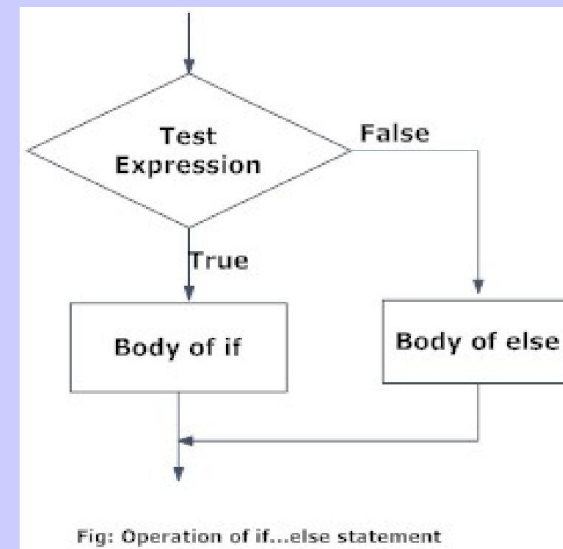 Test
Expression
False
True
Body of if
Body of else
Fig: Operation of if...else statement